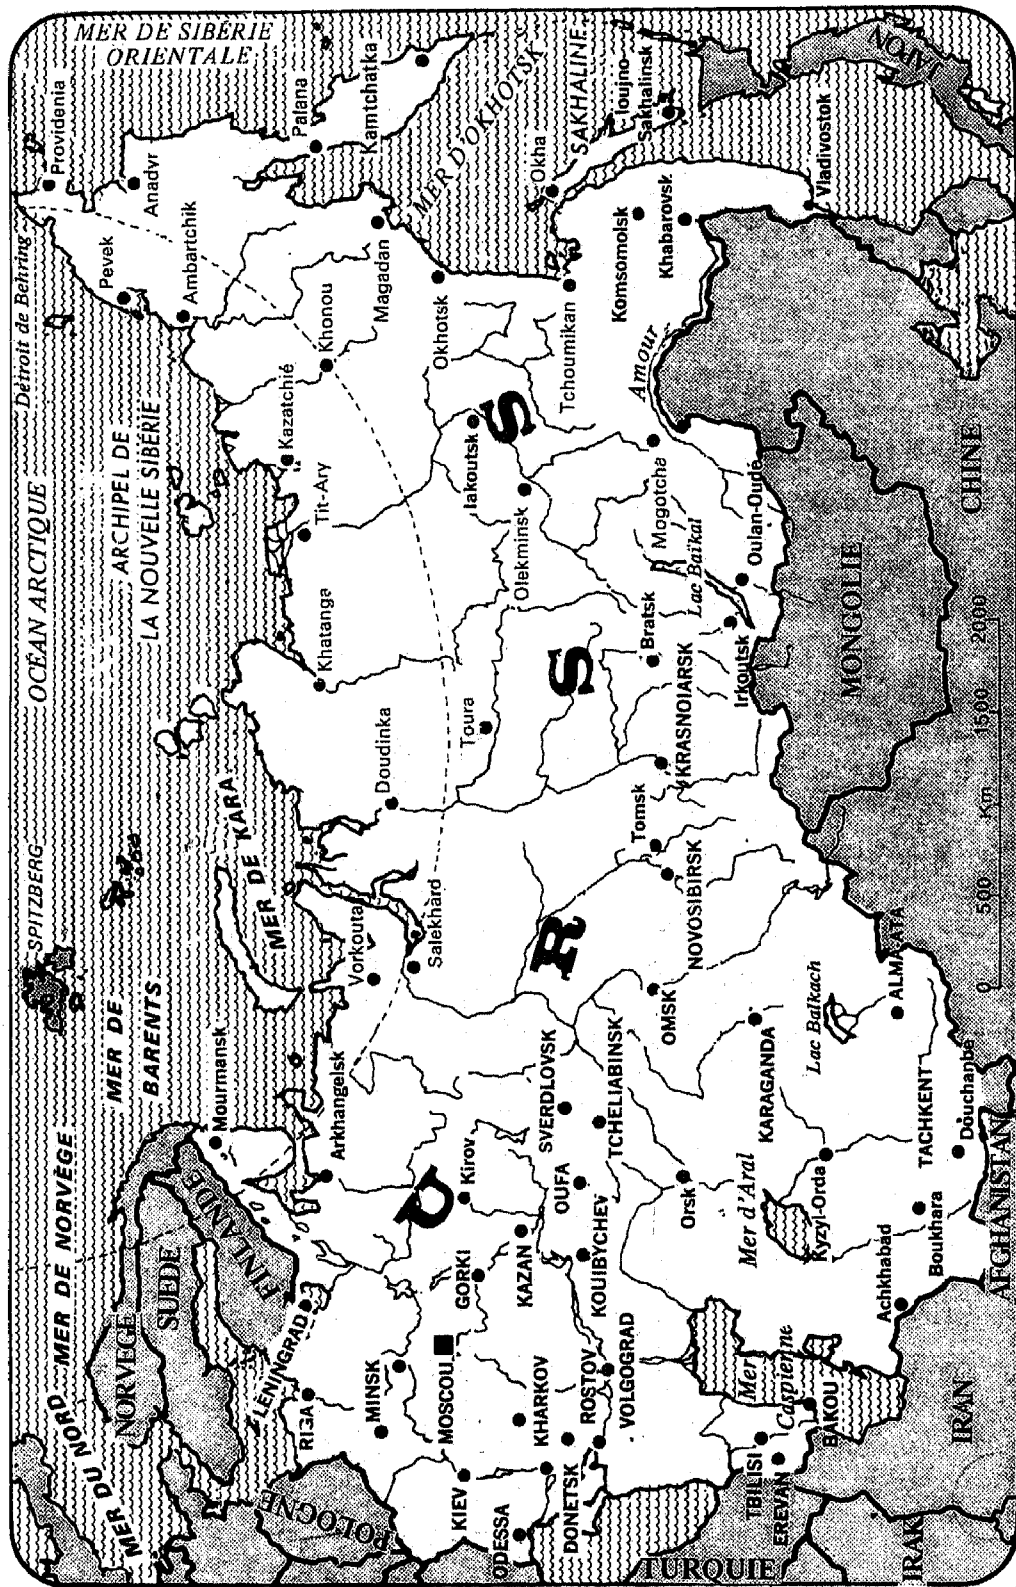 MER DE SIBÉRIE
ORIENTALE
Détroit de Behring
OCÉAN ARCTIQUE
SPITZBERG
MER DE
BARENTS
MER DE NORVÈGE
MER DU NORD
ARCHIPEL DE
LA NOUVELLE SIBÉRIE
MER DE KARA
MER D'OKHOTSK
SAKHALINE
JAPON
NORVEGE
SUEDE
FINLANDE
POLOGNE
TURQUIE
IRAK
IRAN
AFGHANISTAN
CHINE
MONGOLIE
U
R
S
S
Providenia
Anadyr
Pevek
Ambartchik
Palana
Kamtchatka
Magadan
Khonou
Kazatchié
Tit-Ary
Khatanga
Doudinka
Vorkouta
Salekhard
Mourmansk
Arkhangelsk
Okhotsk
Okha
Ioujno-
Sakhalinsk
Vladivostok
Komsomolsk
Khabarovsk
Tchoumikan
Amour
Iakoutsk
Olekminsk
Mogotcha
Lac Baïkal
Oulan-Oudé
Irkoutsk
Bratsk
Toura
KRASNOIARSK
Tomsk
NOVOSIBIRSK
OMSK
KARAGANDA
Lac Balkach
ALMA-ATA
SVERDLOVSK
TCHELIABINSK
Kirov
OUFA
Orsk
Mer d'Aral
Kyzyl-Orda
TACHKENT
Douchanbé
Boukhara
Achkhabad
GORKI
KAZAN
KOUIBYCHEV
LENINGRAD
RIGA
MINSK
MOSCOU
KHARKOV
ROSTOV
VOLGOGRAD
Mer
Caspienne
BAKOU
KIEV
ODESSA
DONETSK
TBILISI
EREVAN
0 500 Km 1500 2000